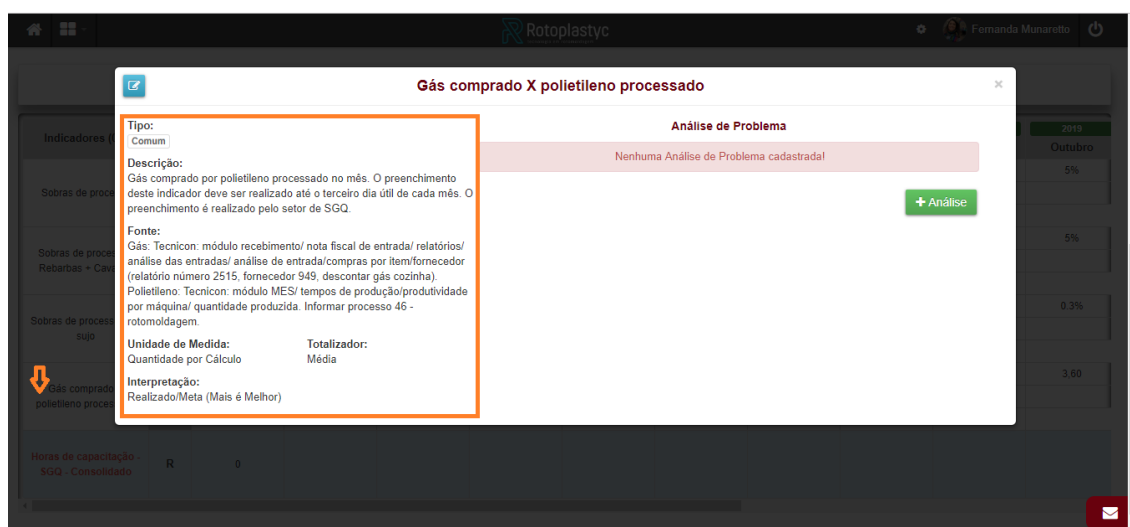 Rotoplastyc
Fernanda Munaretto
Gás comprado X polietileno processado
×
Tipo:
Comum
Descrição:
Gás comprado por polietileno processado no mês. O preenchimento
deste indicador deve ser realizado até o terceiro dia útil de cada mês. O
preenchimento é realizado pelo setor de SGQ.
Fonte:
Gás: Tecnicon: módulo recebimento/ nota fiscal de entrada/ relatórios/
análise das entradas/ análise de entrada/compras por item/fornecedor
(relatório número 2515, fornecedor 949, descontar gás cozinha).
Polietileno: Tecnicon: módulo MES/ tempos de produção/produtividade
por máquina/ quantidade produzida. Informar processo 46 -
rotomoldagem.
Unidade de Medida: Totalizador:
Quantidade por Cálculo Média
Interpretação:
Realizado/Meta (Mais é Melhor)
Análise de Problema
Nenhuma Análise de Problema cadastrada!
+ Análise
Indicadores (
Sobras de proce
Sobras de proces
Rebarbas + Cav
Sobras de process
sujo
Gás comprado
polietileno proces
Horas de capacitação -
SGQ - Consolidado
R
0
2019
Outubro
5%
5%
0.3%
3,60